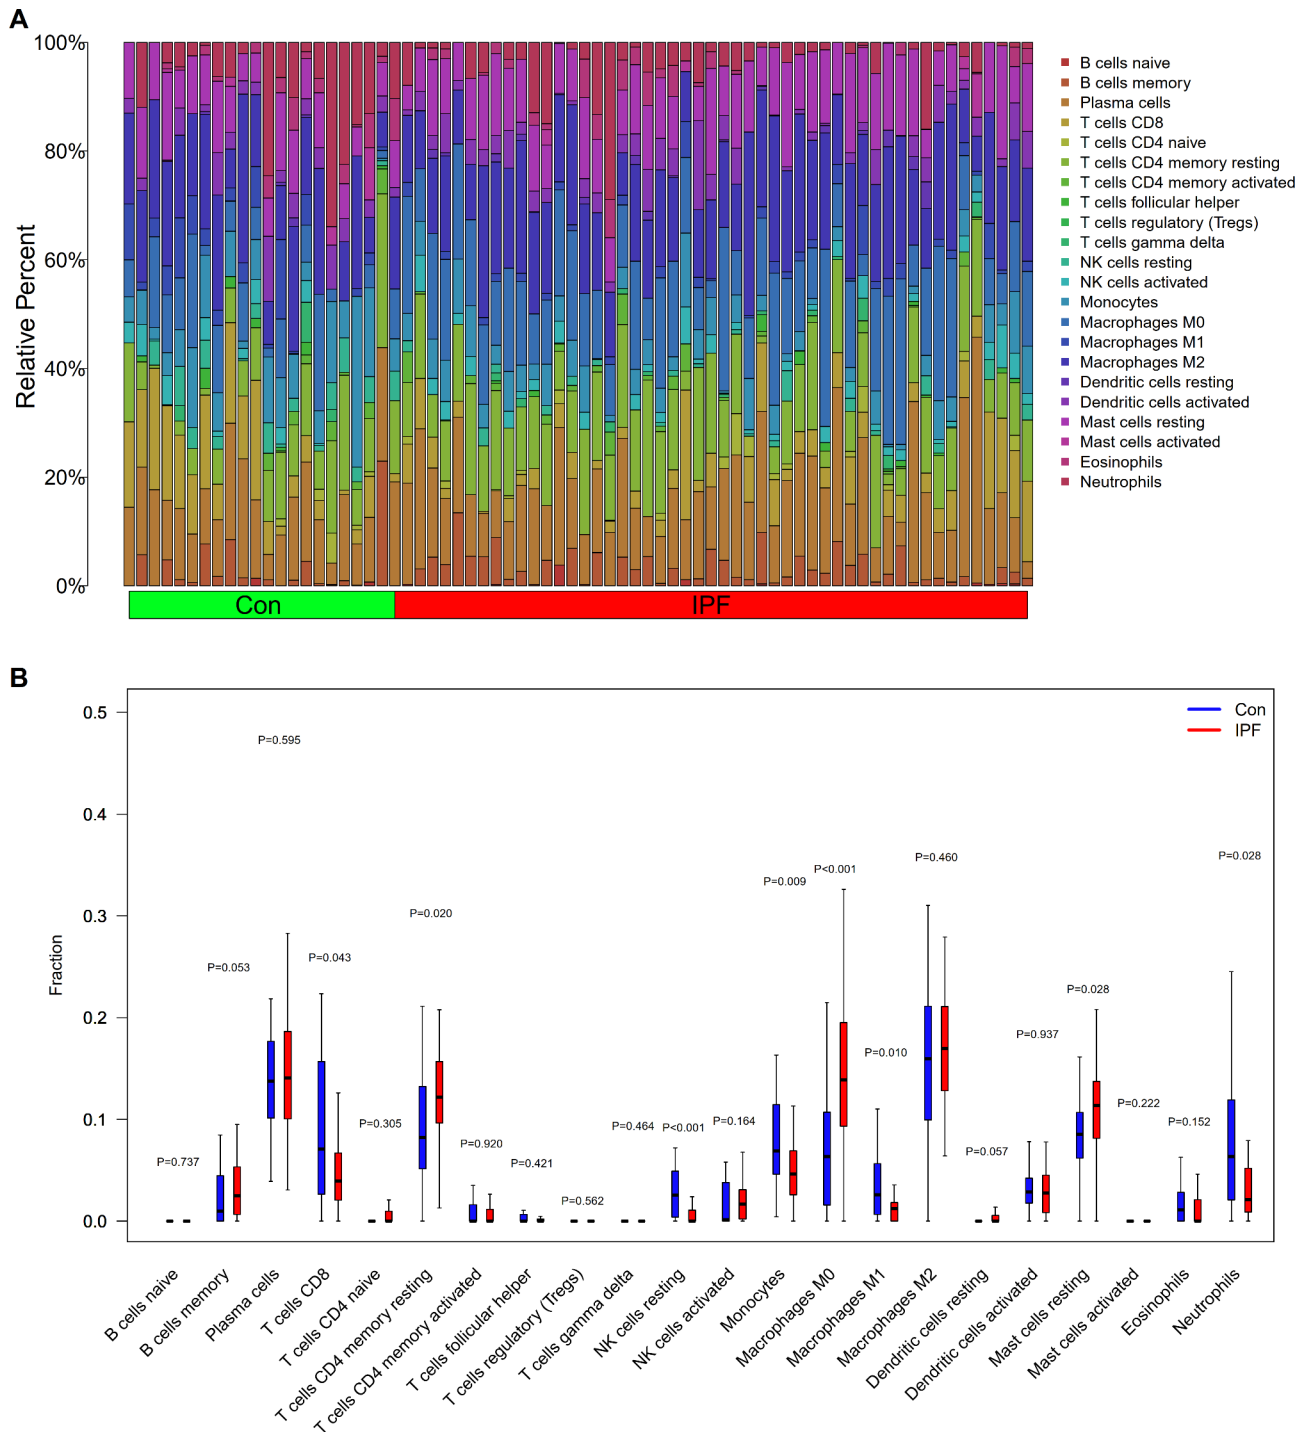 A
100%
80%
60%
40%
20%
0%
Relative Percent
Con
IPF
B cells naive
B cells memory
Plasma cells
T cells CD8
T cells CD4 naive
T cells CD4 memory resting
T cells CD4 memory activated
T cells follicular helper
T cells regulatory (Tregs)
T cells gamma delta
NK cells resting
NK cells activated
Monocytes
Macrophages M0
Macrophages M1
Macrophages M2
Dendritic cells resting
Dendritic cells activated
Mast cells resting
Mast cells activated
Eosinophils
Neutrophils
B
Con
IPF
0.5
0.4
0.3
0.2
0.1
0.0
Fraction
P=0.737
P=0.053
P=0.595
P=0.043
P=0.305
P=0.020
P=0.920
P=0.421
P=0.562
P=0.464
P<0.001
P=0.164
P=0.009
P<0.001
P=0.010
P=0.460
P=0.057
P=0.937
P=0.028
P=0.222
P=0.152
P=0.028
B cells naive
B cells memory
Plasma cells
T cells CD8
T cells CD4 naive
T cells CD4 memory resting
T cells CD4 memory activated
T cells follicular helper
T cells regulatory (Tregs)
T cells gamma delta
NK cells resting
NK cells activated
Monocytes
Macrophages M0
Macrophages M1
Macrophages M2
Dendritic cells resting
Dendritic cells activated
Mast cells resting
Mast cells activated
Eosinophils
Neutrophils